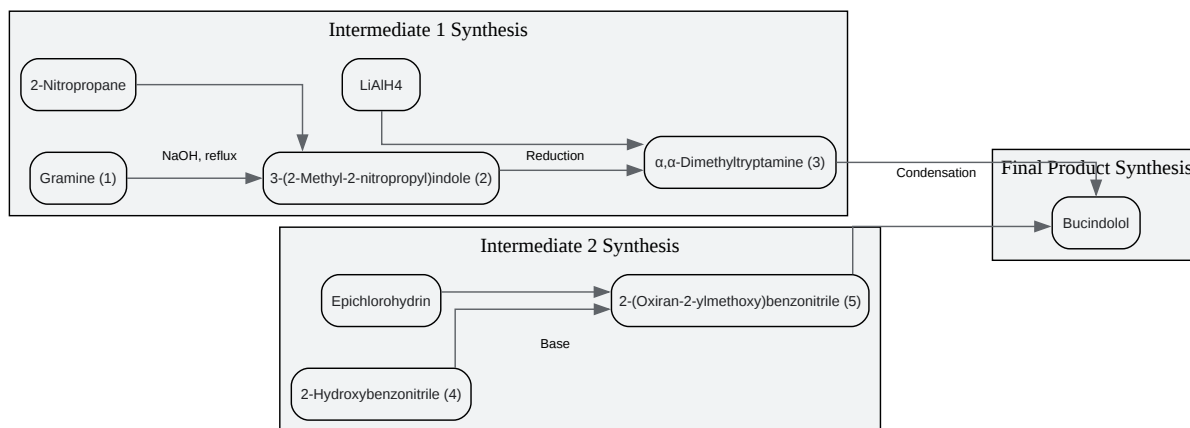 Intermediate 1 Synthesis
2-Nitropropane
LiAlH4
NaOH, reflux
Reduction
Gramine (1)
3-(2-Methyl-2-nitropropyl)indole (2)
α,α-Dimethyltryptamine (3)
Condensation
Final Product Synthesis
Bucindolol
Intermediate 2 Synthesis
Epichlorohydrin
2-(Oxiran-2-ylmethoxy)benzonitrile (5)
Base
2-Hydroxybenzonitrile (4)